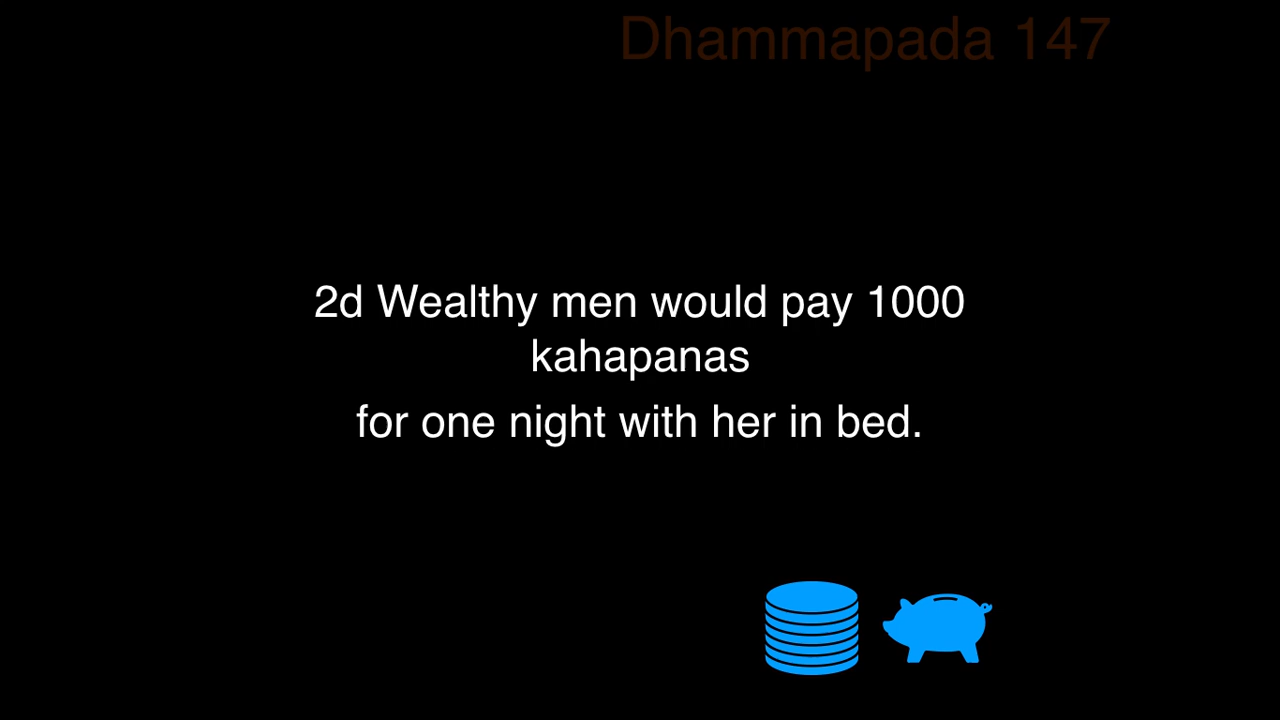 Dhammapada 147
2d Wealthy men would pay 1000
kahapanas
for one night with her in bed.